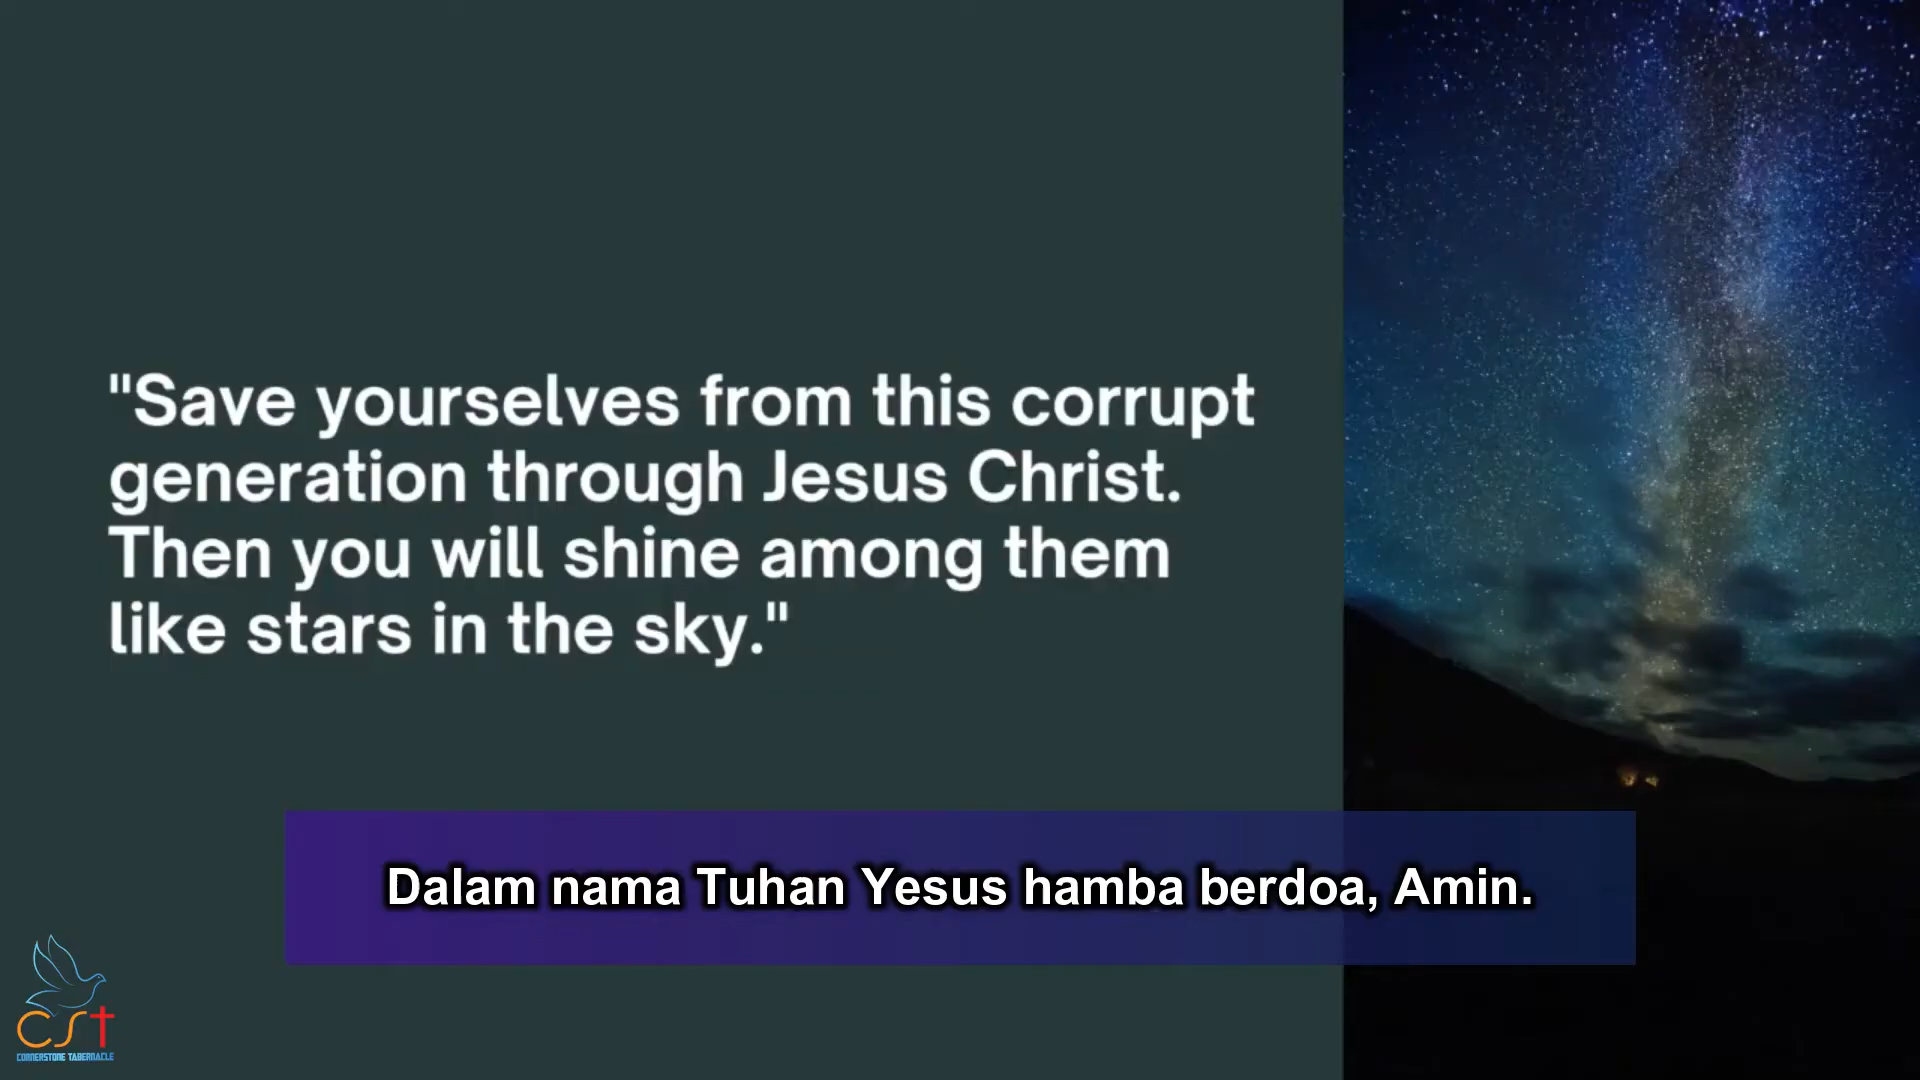 "Save yourselves from this corrupt
generation through Jesus Christ.
Then you will shine among them
like stars in the sky."
Dalam nama Tuhan Yesus hamba berdoa, Amin.
CST
CORNERSTONE TABERNACLE